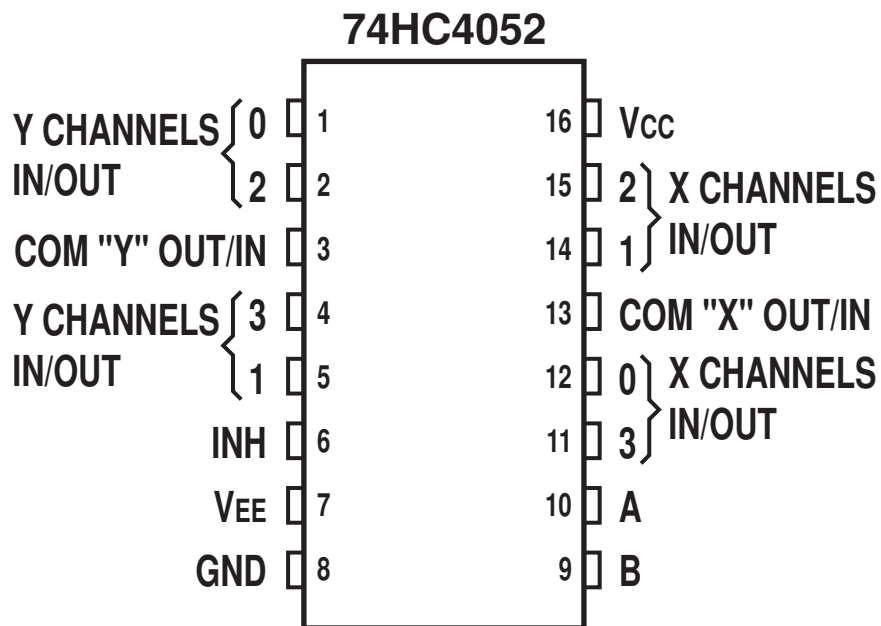 74HC4052
Y CHANNELS
IN/OUT
0
1
2
2
COM "Y" OUT/IN
3
Y CHANNELS
IN/OUT
3
4
1
5
INH
6
VEE
7
GND
8
16
VCC
15
2
X CHANNELS
IN/OUT
14
1
13
COM "X" OUT/IN
12
0
X CHANNELS
IN/OUT
11
3
10
A
9
B